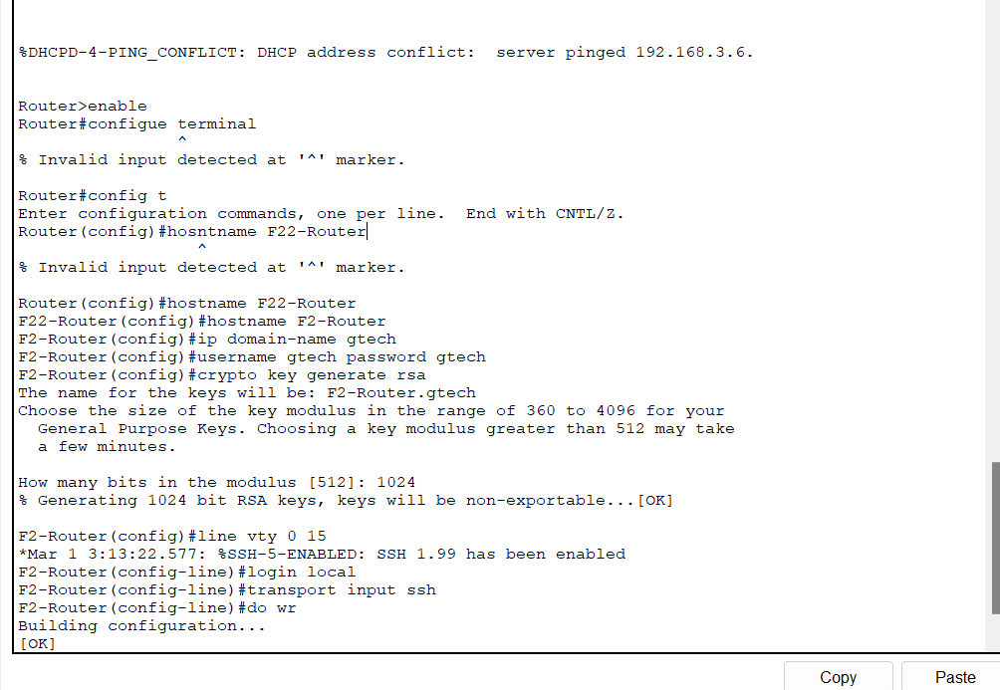 %DHCPD-4-PING_CONFLICT: DHCP address conflict:  server pinged 192.168.3.6.
Router>enable
Router#configue terminal
^
% Invalid input detected at '^' marker.
Router#config t
Enter configuration commands, one per line.  End with CNTL/Z.
Router(config)#hosntname F22-Router
^
% Invalid input detected at '^' marker.
Router(config)#hostname F22-Router
F22-Router(config)#hostname F2-Router
F2-Router(config)#ip domain-name gtech
F2-Router(config)#username gtech password gtech
F2-Router(config)#crypto key generate rsa
The name for the keys will be: F2-Router.gtech
Choose the size of the key modulus in the range of 360 to 4096 for your
General Purpose Keys. Choosing a key modulus greater than 512 may take
a few minutes.
How many bits in the modulus [512]: 1024
% Generating 1024 bit RSA keys, keys will be non-exportable...[OK]
F2-Router(config)#line vty 0 15
*Mar 1 3:13:22.577: %SSH-5-ENABLED: SSH 1.99 has been enabled
F2-Router(config-line)#login local
F2-Router(config-line)#transport input ssh
F2-Router(config-line)#do wr
Building configuration...
[OK]
Copy Paste